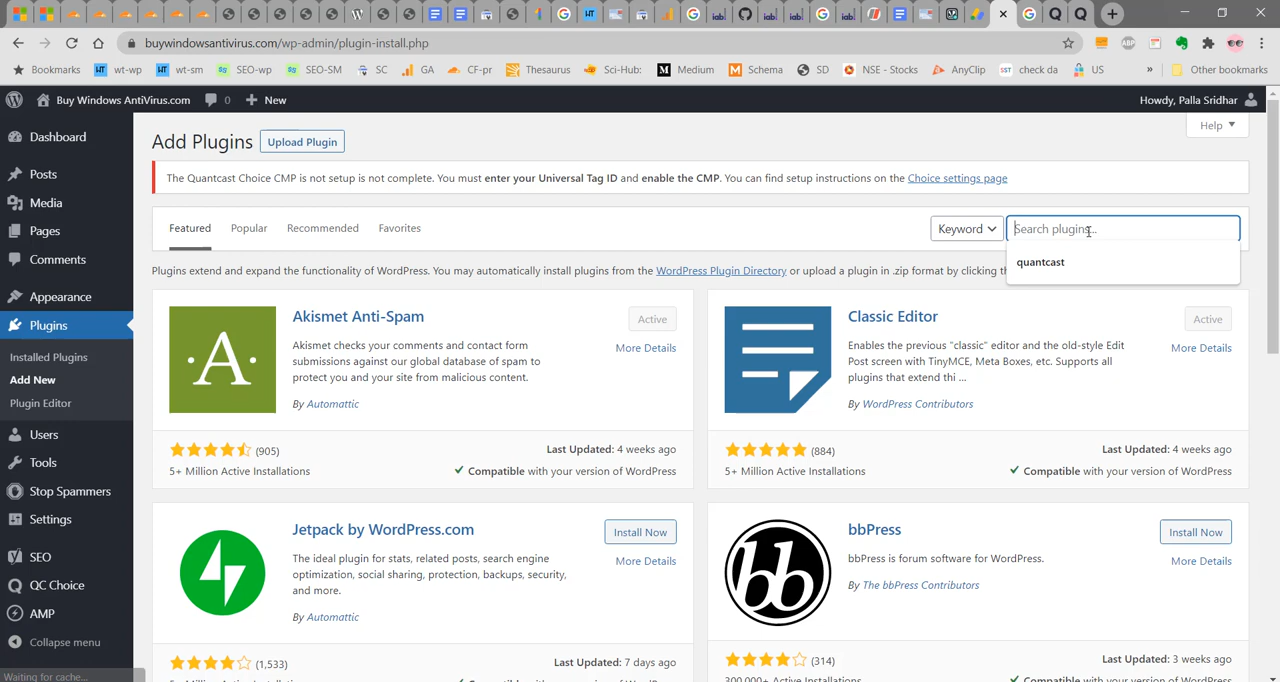 buywindowsantivirus.com/wp-admin/plugin-install.php
Bookmarks wt-wp wt-sm SEO-wp SEO-SM SC GA CF-pr Thesaurus Sci-Hub: Medium Schema SD NSE - Stocks AnyClip check da US » Other bookmarks
Buy Windows AntiVirus.com 0 New Howdy, Palla Sridhar
Dashboard
Posts
Media
Pages
Comments
Appearance
Plugins
Installed Plugins
Add New
Plugin Editor
Users
Tools
Stop Spammers
Settings
SEO
QC Choice
AMP
Collapse menu
Waiting for cache...
Help
Add Plugins Upload Plugin
The Quantcast Choice CMP is not setup is not complete. You must enter your Universal Tag ID and enable the CMP. You can find setup instructions on the Choice settings page
Featured Popular Recommended Favorites Keyword Search plugins...
quantcast
Plugins extend and expand the functionality of WordPress. You may automatically install plugins from the WordPress Plugin Directory or upload a plugin in .zip format by clicking
Akismet Anti-Spam Active
More Details
Akismet checks your comments and contact form
submissions against our global database of spam to
protect you and your site from malicious content.
By Automattic
(905) Last Updated: 4 weeks ago
5+ Million Active Installations Compatible with your version of WordPress
Classic Editor Active
More Details
Enables the previous "classic" editor and the old-style Edit
Post screen with TinyMCE, Meta Boxes, etc. Supports all
plugins that extend thi ...
By WordPress Contributors
(884) Last Updated: 4 weeks ago
5+ Million Active Installations Compatible with your version of WordPress
Jetpack by WordPress.com Install Now
More Details
The ideal plugin for stats, related posts, search engine
optimization, social sharing, protection, backups, security,
and more.
By Automattic
(1,533) Last Updated: 7 days ago
bbPress Install Now
More Details
bbPress is forum software for WordPress.
By The bbPress Contributors
(314) Last Updated: 3 weeks ago
300,000+ Active Installations Compatible with your version of WordPress